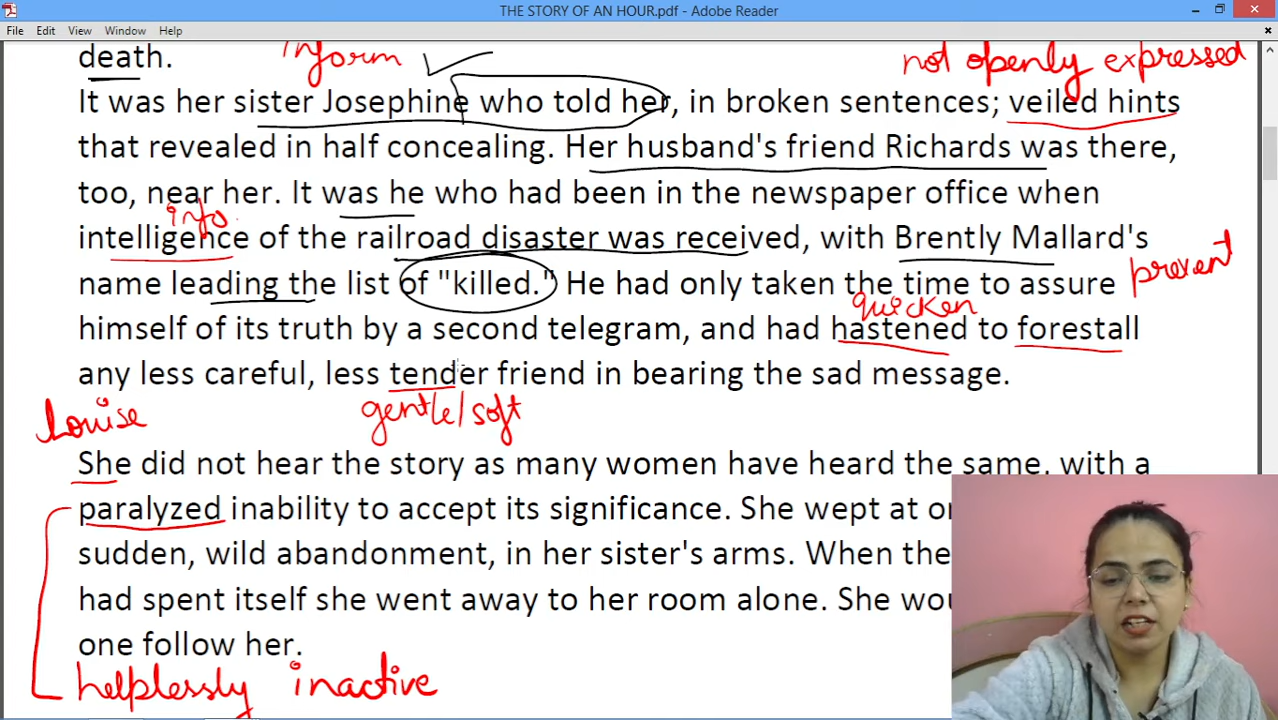 THE STORY OF AN HOUR.pdf - Adobe Reader
File Edit View Window Help
inform
not openly expressed
death.
It was her sister Josephine who told her, in broken sentences; veiled hints
that revealed in half concealing. Her husband's friend Richards was there,
too, near her. It was he who had been in the newspaper office when
info
intelligence of the railroad disaster was received, with Brently Mallard's
prevent
name leading the list of "killed." He had only taken the time to assure
quicken
himself of its truth by a second telegram, and had hastened to forestall
any less careful, less tender friend in bearing the sad message.
Louise
gentle/soft
She did not hear the story as many women have heard the same, with a
paralyzed inability to accept its significance. She wept at
sudden, wild abandonment, in her sister's arms. When the
had spent itself she went away to her room alone. She
one follow her.
helplessly inactive